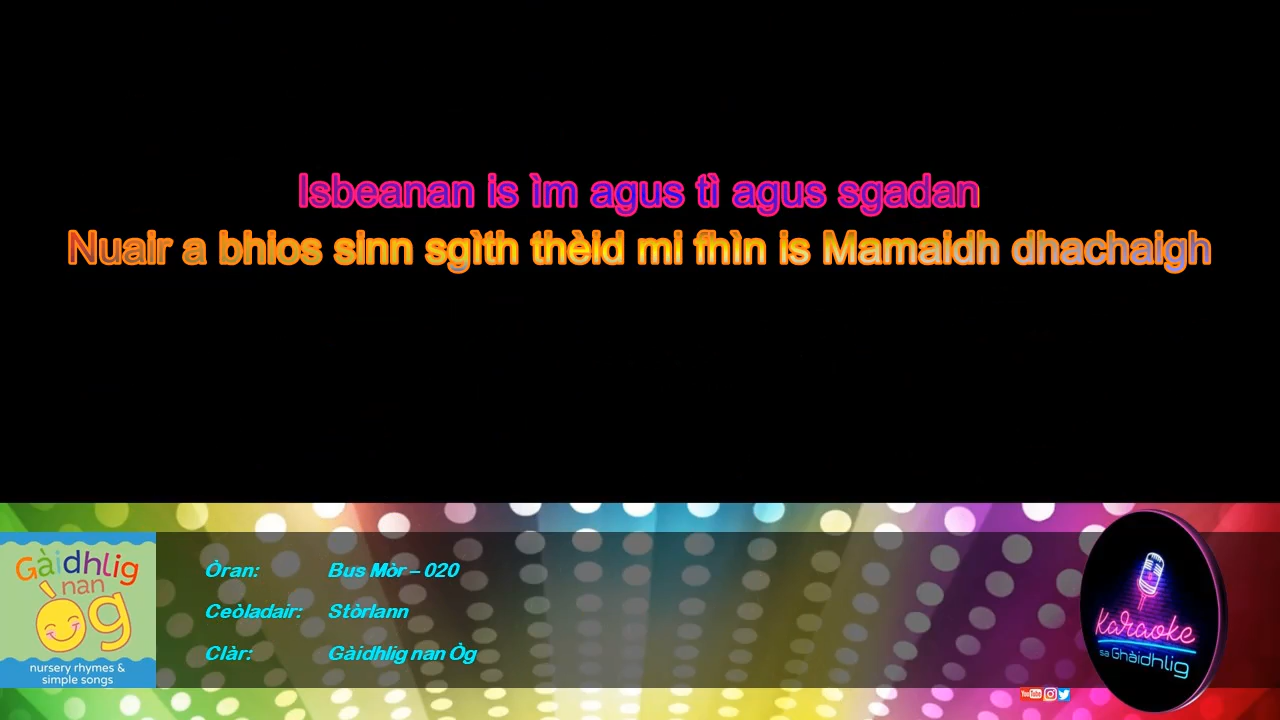 Isbeanan is ìm agus tì agus sgadan
Nuair a bhios sinn sgìth thèid mi fhìn is Mamaidh dhachaigh
Gàidhlig
nan
Òg
nursery rhymes &
simple songs
Òran: Bus Mòr – 020
Ceòladair: Stòrlann
Clàr: Gàidhlig nan Òg
Karaoke
sa Ghàidhlig
YouTube